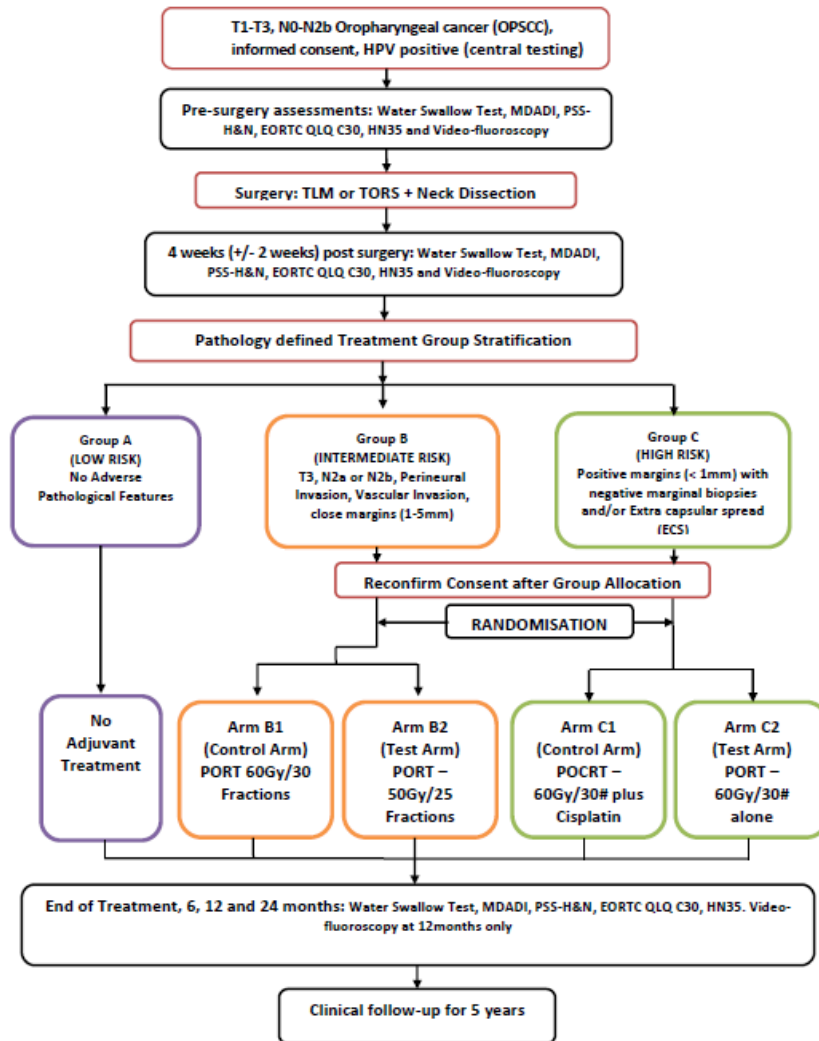 T1-T3, N0-N2b Oropharyngeal cancer (OPSCC),
informed consent, HPV positive (central testing)
Pre-surgery assessments: Water Swallow Test, MDADI, PSS-
H&N, EORTC QLQ C30, HN35 and Video-fluoroscopy
Surgery: TLM or TORS + Neck Dissection
4 weeks (+/- 2 weeks) post surgery: Water Swallow Test, MDADI,
PSS-H&N, EORTC QLQ C30, HN35 and Video-fluoroscopy
Pathology defined Treatment Group Stratification
Group A
(LOW RISK)
No Adverse
Pathological Features
Group B
(INTERMEDIATE RISK)
T3, N2a or N2b, Perineural
Invasion, Vascular Invasion,
close margins (1-5mm)
Group C
(HIGH RISK)
Positive margins (< 1mm) with
negative marginal biopsies
and/or Extra capsular spread
(ECS)
Reconfirm Consent after Group Allocation
RANDOMISATION
No
Adjuvant
Treatment
Arm B1
(Control Arm)
PORT 60Gy/30
Fractions
Arm B2
(Test Arm)
PORT –
50Gy/25
Fractions
Arm C1
(Control Arm)
POCRT –
60Gy/30# plus
Cisplatin
Arm C2
(Test Arm)
PORT –
60Gy/30#
alone
End of Treatment, 6, 12 and 24 months: Water Swallow Test, MDADI, PSS-H&N, EORTC QLQ C30, HN35. Video-
fluoroscopy at 12months only
Clinical follow-up for 5 years